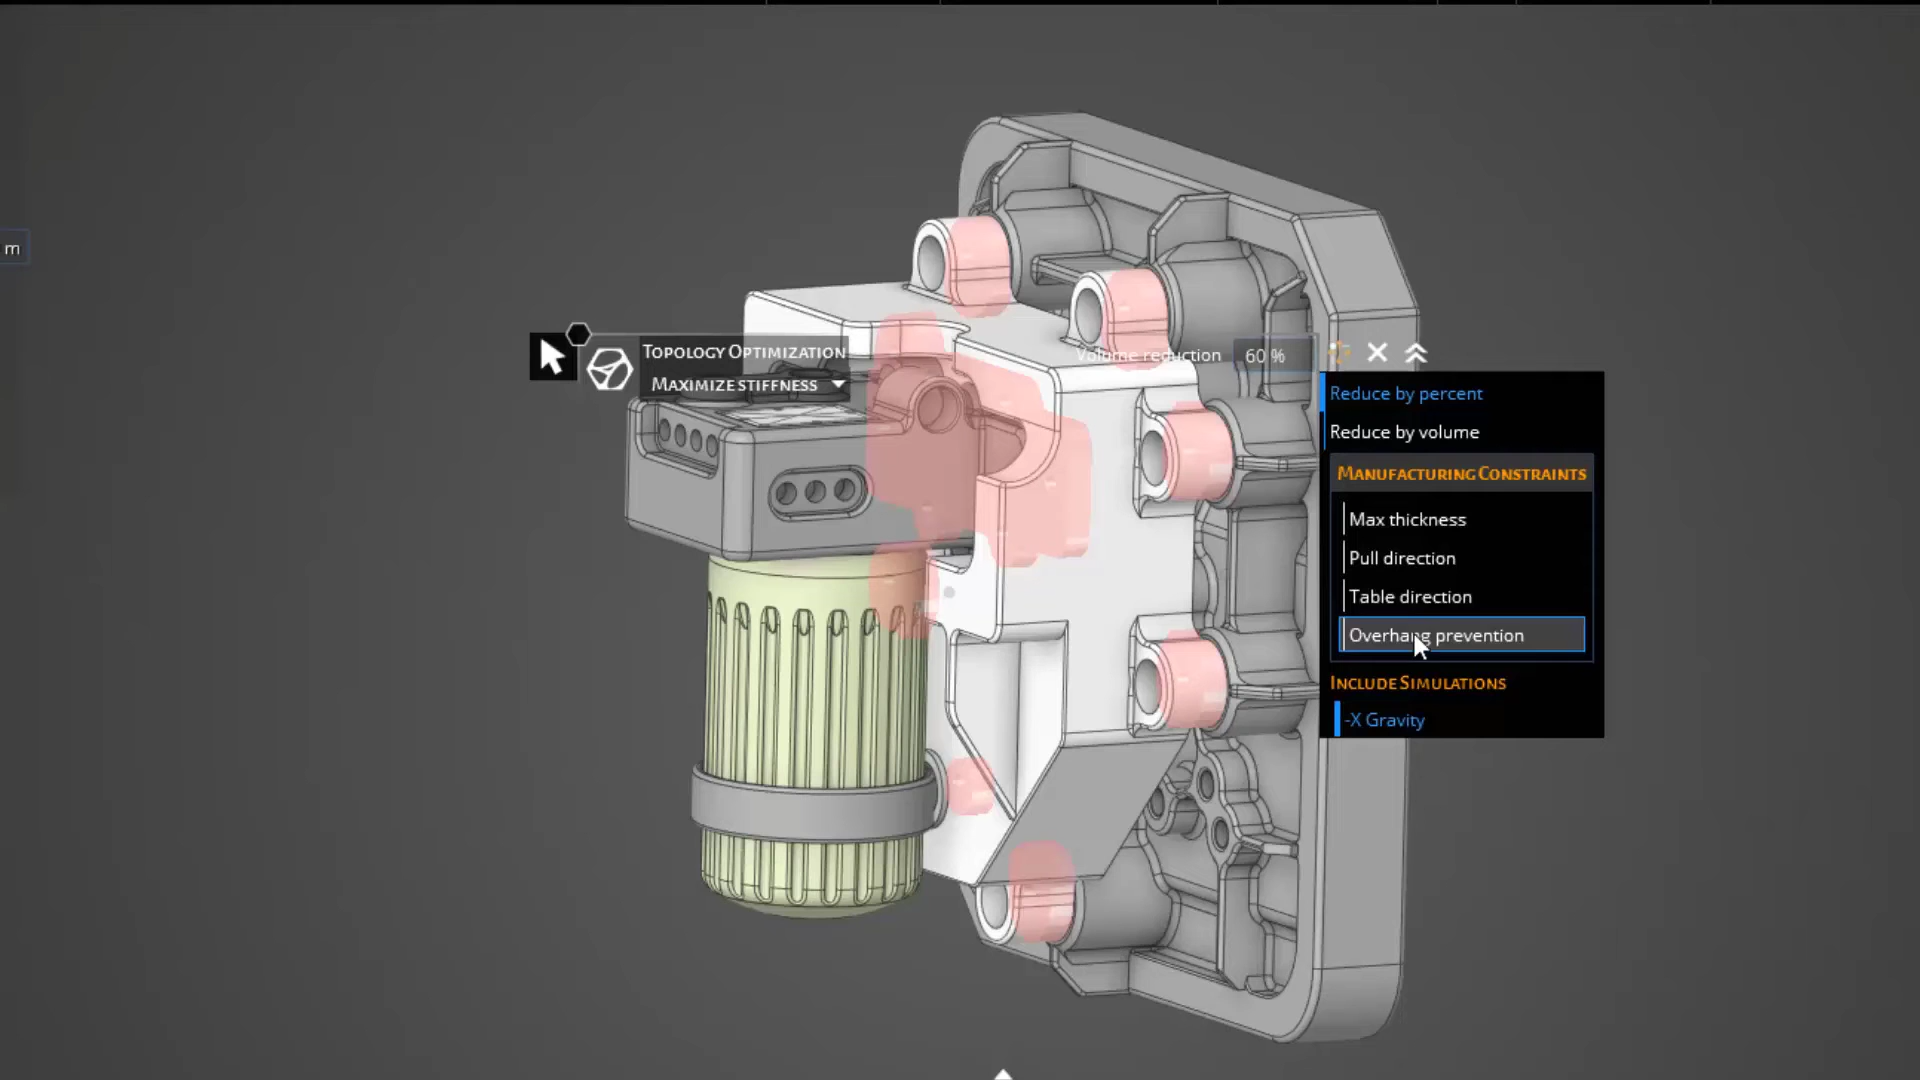 m
TOPOLOGY OPTIMIZATION
MAXIMIZE STIFFNESS
Volume reduction 60 %
Reduce by percent
Reduce by volume
MANUFACTURING CONSTRAINTS
Max thickness
Pull direction
Table direction
Overhang prevention
INCLUDE SIMULATIONS
-X Gravity